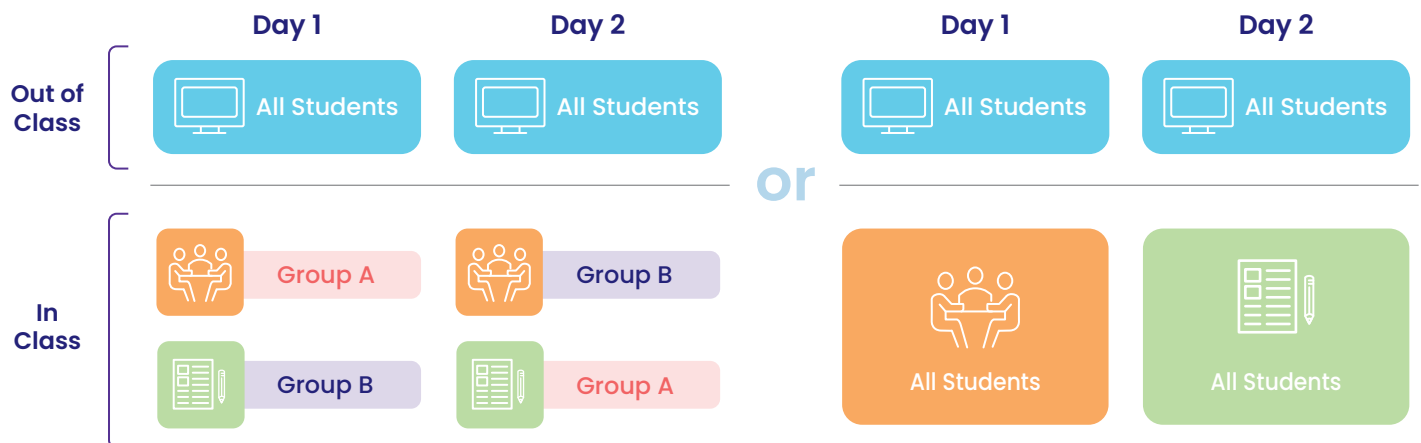 Day 1
Day 2
Day 1
Day 2
Out of
Class
All Students
All Students
or
All Students
All Students
In
Class
Group A
Group B
Group B
Group A
All Students
All Students